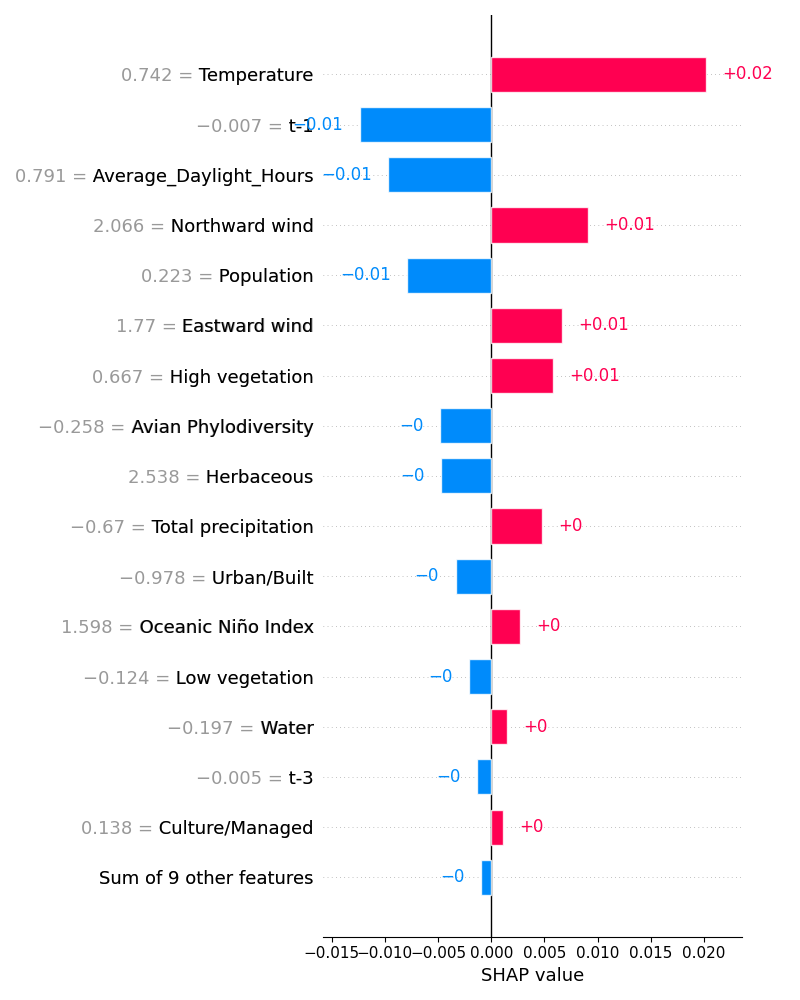 0.742 = Temperature +0.02
−0.007 = t-1 −0.01
0.791 = Average_Daylight_Hours −0.01
2.066 = Northward wind +0.01
0.223 = Population −0.01
1.77 = Eastward wind +0.01
0.667 = High vegetation +0.01
−0.258 = Avian Phylodiversity −0
2.538 = Herbaceous −0
−0.67 = Total precipitation +0
−0.978 = Urban/Built −0
1.598 = Oceanic Niño Index +0
−0.124 = Low vegetation −0
−0.197 = Water +0
−0.005 = t-3 −0
0.138 = Culture/Managed +0
Sum of 9 other features −0
−0.015 −0.010 −0.005 0.000 0.005 0.010 0.015 0.020
SHAP value